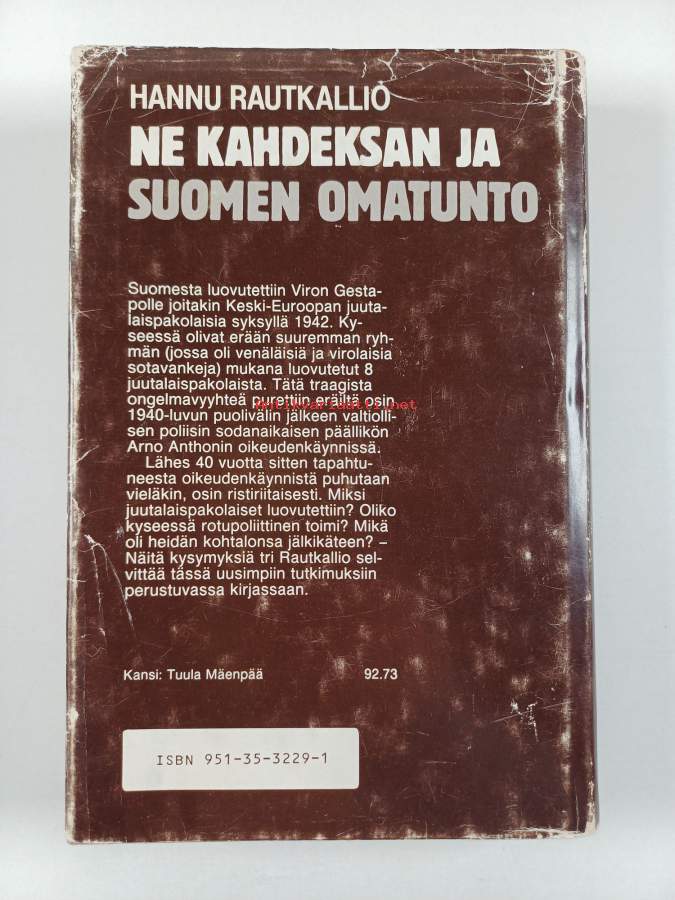 HANNU RAUTKALLIO
NE KAHDEKSAN JA
SUOMEN OMATUNTO
Suomesta luovutettiin Viron Gesta-
polle joitakin Keski-Euroopan juuta-
laispakolaisia syksyllä 1942. Ky-
seessä olivat erään suuremman ryh-
män (jossa oli venäläisiä ja virolaisia
sotavankeja) mukana luovutetut 8
juutalaispakolaista. Tätä traagista
ongelmavyyhteä purettiin eräiltä osin
antikvariaatti.net
1940-luvun puolivälin jälkeen valtiolli-
sen poliisin sodanaikaisen päällikön
Arno Anthonin oikeudenkäynnissä.
Lähes 40 vuotta sitten tapahtu-
neesta oikeudenkäynnistä puhutaan
vieläkin, osin ristiriitaisesti. Miksi
juutalaispakolaiset luovutettiin? Oliko
kyseessä rotupoliittinen toimi? Mikä
oli heidän kohtalonsa jälkikäteen? –
Näitä kysymyksiä tri Rautkallio sel-
vittää tässä uusimpiin tutkimuksiin
perustuvassa kirjassaan.
Kansi: Tuula Mäenpää 92.73
ISBN 951-35-3229-1